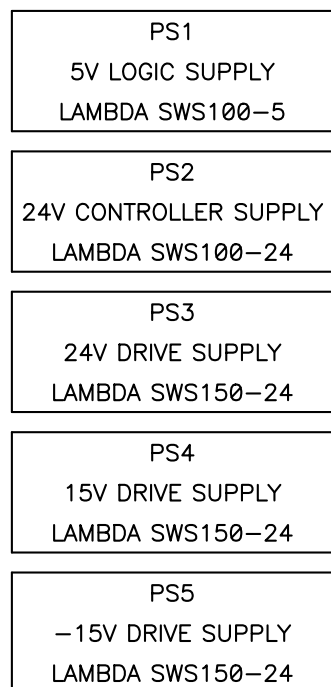 PS1
5V LOGIC SUPPLY
LAMBDA SWS100-5
PS2
24V CONTROLLER SUPPLY
LAMBDA SWS100-24
PS3
24V DRIVE SUPPLY
LAMBDA SWS150-24
PS4
15V DRIVE SUPPLY
LAMBDA SWS150-24
PS5
-15V DRIVE SUPPLY
LAMBDA SWS150-24